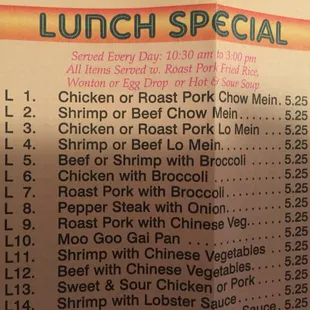 LUNCH SPECIAL
Served Every Day: 10:30 am to 3:00 pm
All Items Served w. Roast Pork Fried Rice,
Wonton or Egg Drop or Hot & Sour Soup
L 1. Chicken or Roast Pork Chow Mein. 5.25
L 2. Shrimp or Beef Chow Mein.... 5.25
L 3. Chicken or Roast Pork Lo Mein... 5.25
L 4. Shrimp or Beef Lo Mein.......... 5.25
L 5. Beef or Shrimp with Broccoli..... 5.25
L 6. Chicken with Broccoli............ 5.25
L 7. Roast Pork with Broccoli......... 5.25
L 8. Pepper Steak with Onion......... 5.25
L 9. Roast Pork with Chinese Veg.... 5.25
L10. Moo Goo Gai Pan ............ 5.25
L11. Shrimp with Chinese Vegetables . 5.25
L12. Beef with Chinese Vegetables.... 5.25
L13. Sweet & Sour Chicken or Pork... 5.25
L14. Shrimp with Lobster Sauce..... 5.25
Sauce 5.25